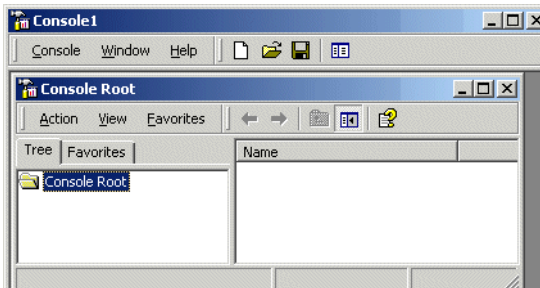 Console1
Console Window Help
Console Root
Action View Favorites
Tree Favorites Name
Console Root